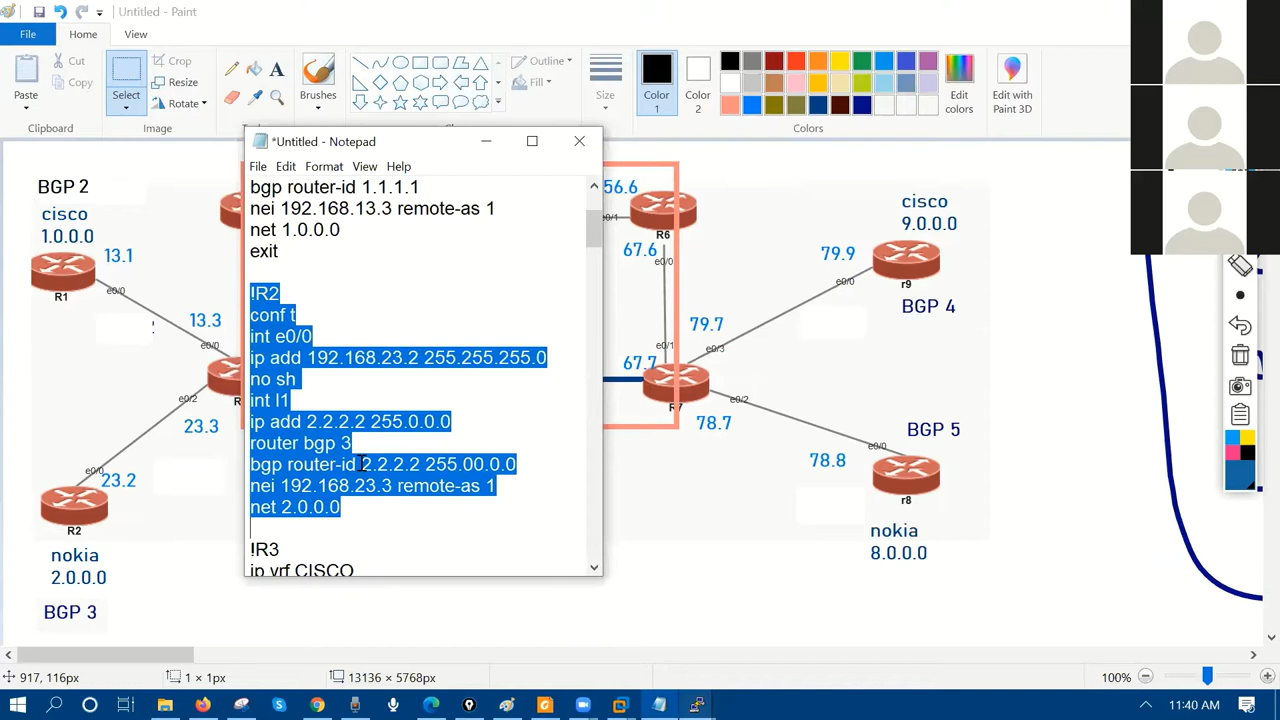 Untitled - Paint
File
Home
View
Paste
Cut
Copy
Clipboard
Select
Crop
Resize
Rotate
Image
A
Brushes
Outline
Fill
Size
Color
1
Color
2
Edit
colors
Edit with
Paint 3D
Colors
*Untitled - Notepad
File Edit Format View Help
bgp router-id 1.1.1.1
nei 192.168.13.3 remote-as 1
net 1.0.0.0
exit
!R2
conf t
int e0/0
ip add 192.168.23.2 255.255.255.0
no sh
int l1
ip add 2.2.2.2 255.0.0.0
router bgp 3
bgp router-id 2.2.2.2 255.00.0.0
nei 192.168.23.3 remote-as 1
net 2.0.0.0
!R3
ip vrf CISCO
BGP 2
cisco
1.0.0.0
13.1
e0/0
R1
13.3
e0/0
R
e0/2
23.3
e0/0
23.2
R2
nokia
2.0.0.0
BGP 3
56.6
e0/1
R6
67.6
e0/0
e0/1
67.7
R7
79.7
e0/3
e0/2
78.7
79.9
e0/0
cisco
9.0.0.0
r9
BGP 4
BGP 5
e0/0
78.8
r8
nokia
8.0.0.0
917, 116px
1 × 1px
13136 × 5768px
100%
11:40 AM